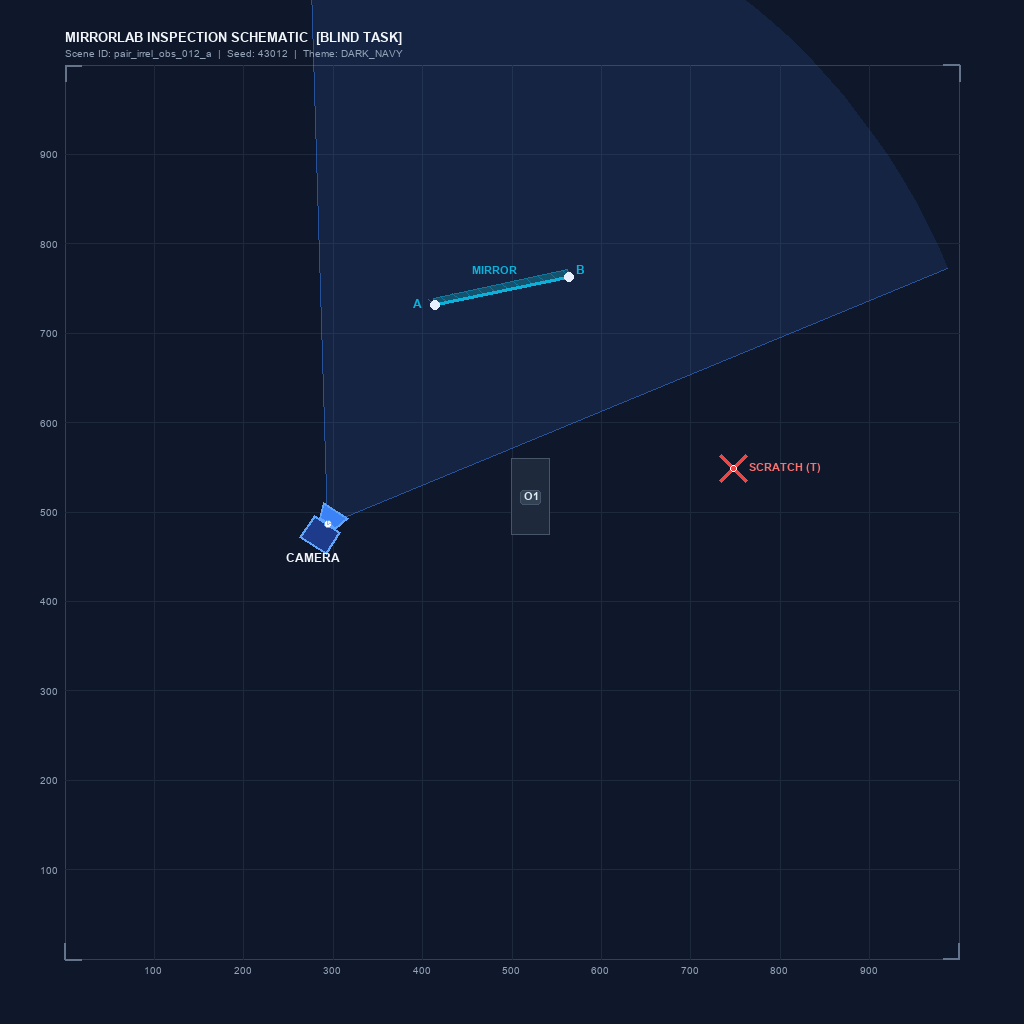 MIRRORLAB INSPECTION SCHEMATIC [BLIND TASK]
Scene ID: pair_irrel_obs_012_a | Seed: 43012 | Theme: DARK_NAVY
900
800
MIRROR
B
A
700
600
SCRATCH (T)
O1
500
CAMERA
400
300
200
100
100 200 300 400 500 600 700 800 900